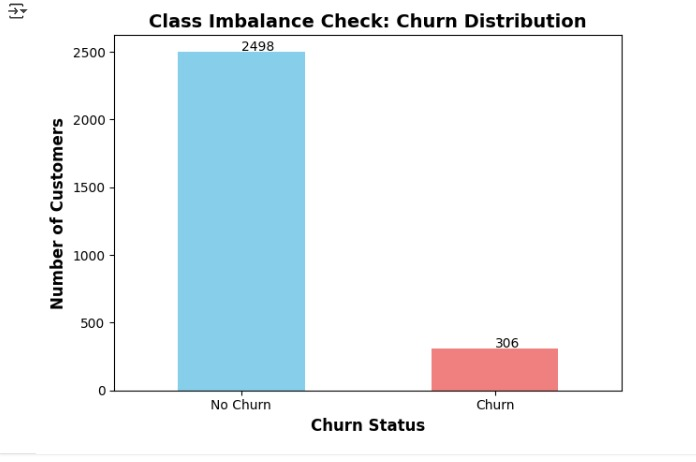 Class Imbalance Check: Churn Distribution
2498
2500
2000
1500
1000
500
306
0
No Churn
Churn
Number of Customers
Churn Status